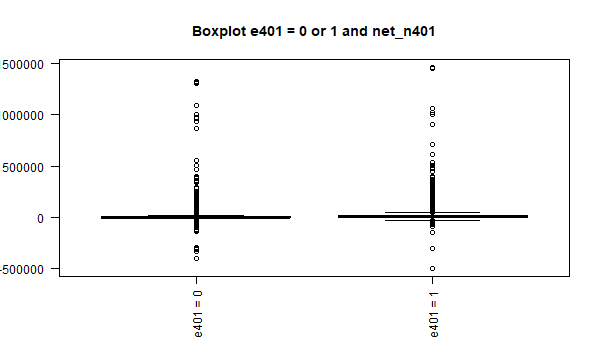 Boxplot e401 = 0 or 1 and net_n401
500000
000000
500000
0
-500000
e401 = 0
e401 = 1